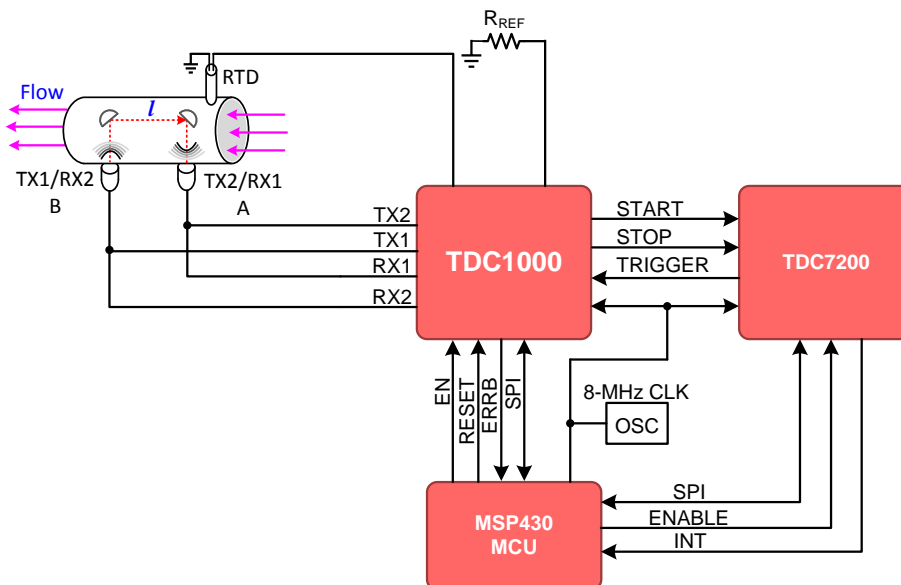 R_REF
RTD
Flow
l
TX1/RX2
B
TX2/RX1
A
TX2
TX1
RX1
RX2
TDC1000
START
STOP
TRIGGER
TDC7200
EN
RESET
ERRB
SPI
8-MHz CLK
OSC
MSP430
MCU
SPI
ENABLE
INT